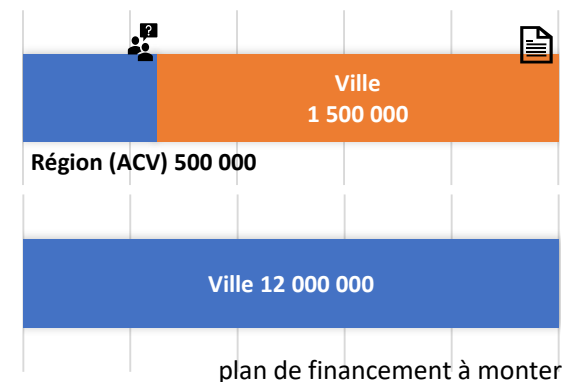 ?
Ville
1 500 000
Région (ACV) 500 000
Ville 12 000 000
plan de financement à monter